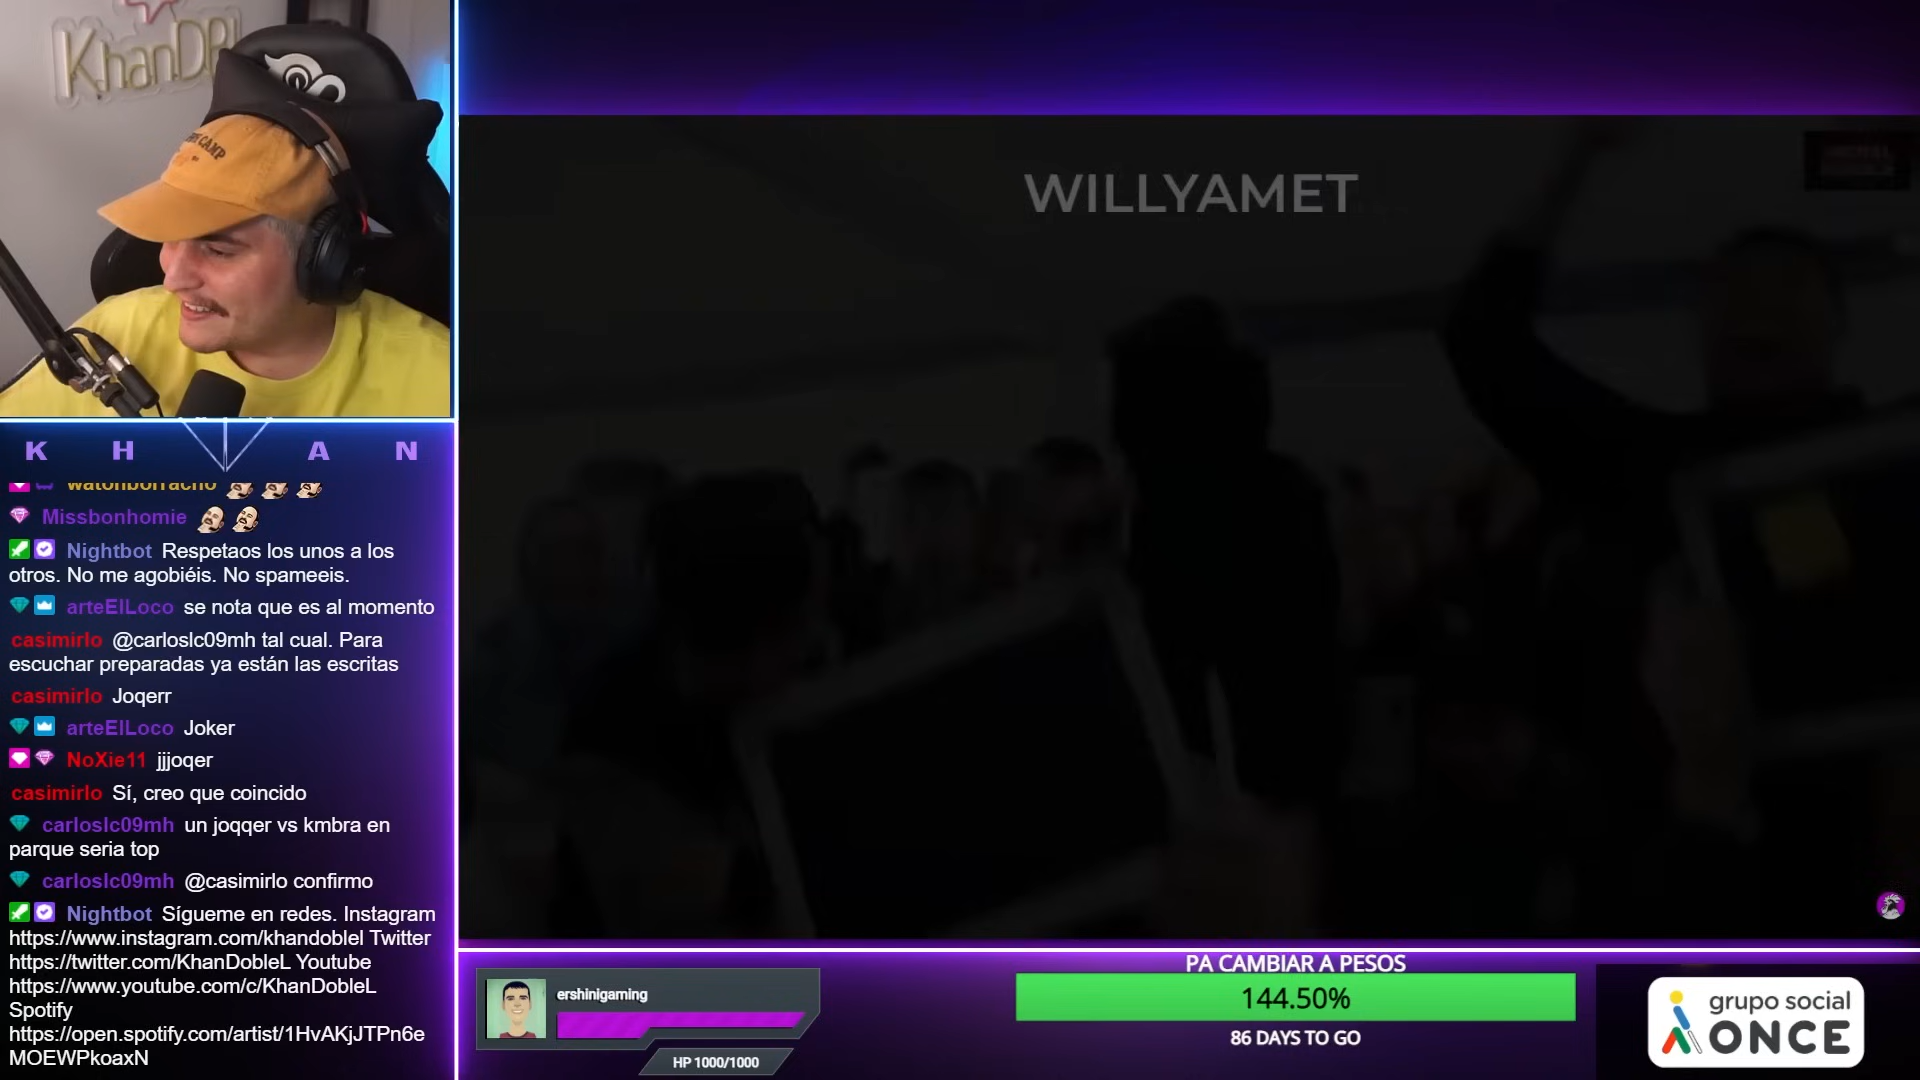 KhanDBL
CAMP
WILLYAMET
K H A N
watonborracho
Missbonhomie
Nightbot Respetaos los unos a los
otros. No me agobiéis. No spameeis.
arteElLoco se nota que es al momento
casimirlo @carloslc09mh tal cual. Para
escuchar preparadas ya están las escritas
casimirlo Joqerr
arteElLoco Joker
NoXie11 jjjoqer
casimirlo Sí, creo que coincido
carloslc09mh un joqqer vs kmbra en
parque seria top
carloslc09mh @casimirlo confirmo
Nightbot Sígueme en redes. Instagram
https://www.instagram.com/khandoblel Twitter
https://twitter.com/KhanDobleL Youtube
https://www.youtube.com/c/KhanDobleL
Spotify
https://open.spotify.com/artist/1HvAKjJTPn6e
MOEWPkoaxN
ershinigaming
HP 1000/1000
PA CAMBIAR A PESOS
144.50%
86 DAYS TO GO
grupo social
ONCE